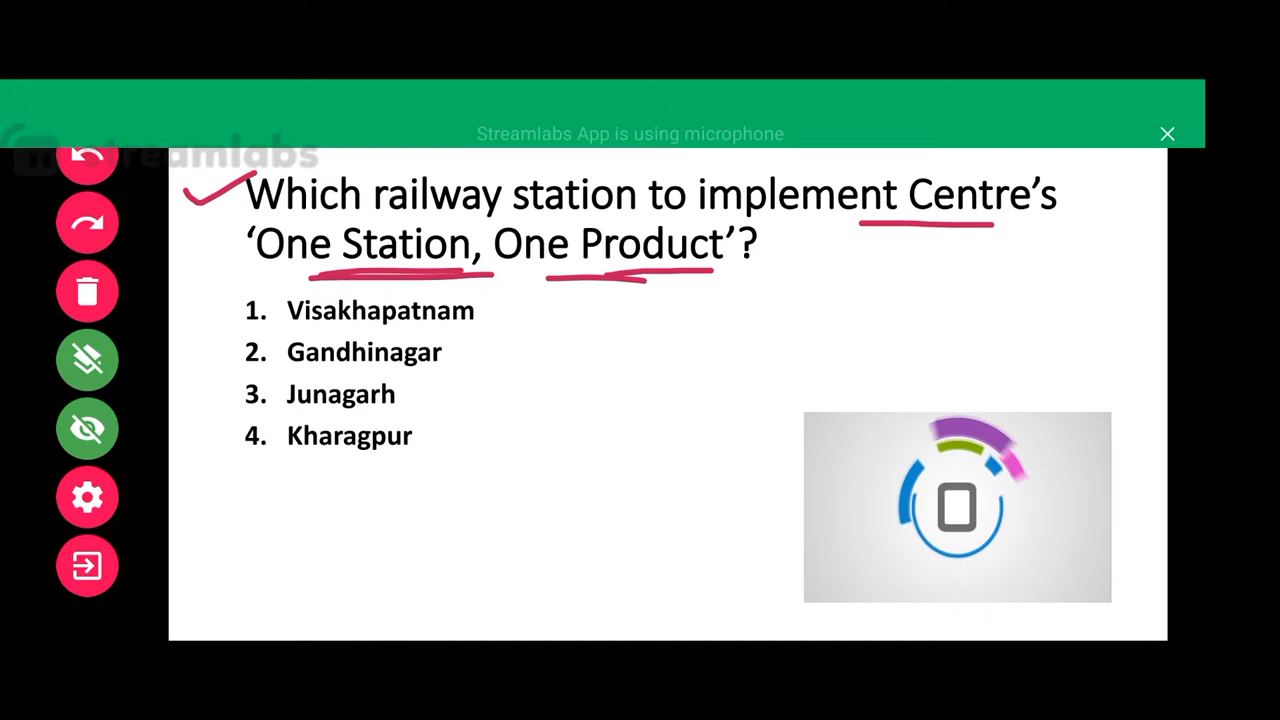 Streamlabs App is using microphone
streamlabs
Which railway station to implement Centre’s
‘One Station, One Product’?
1. Visakhapatnam
2. Gandhinagar
3. Junagarh
4. Kharagpur